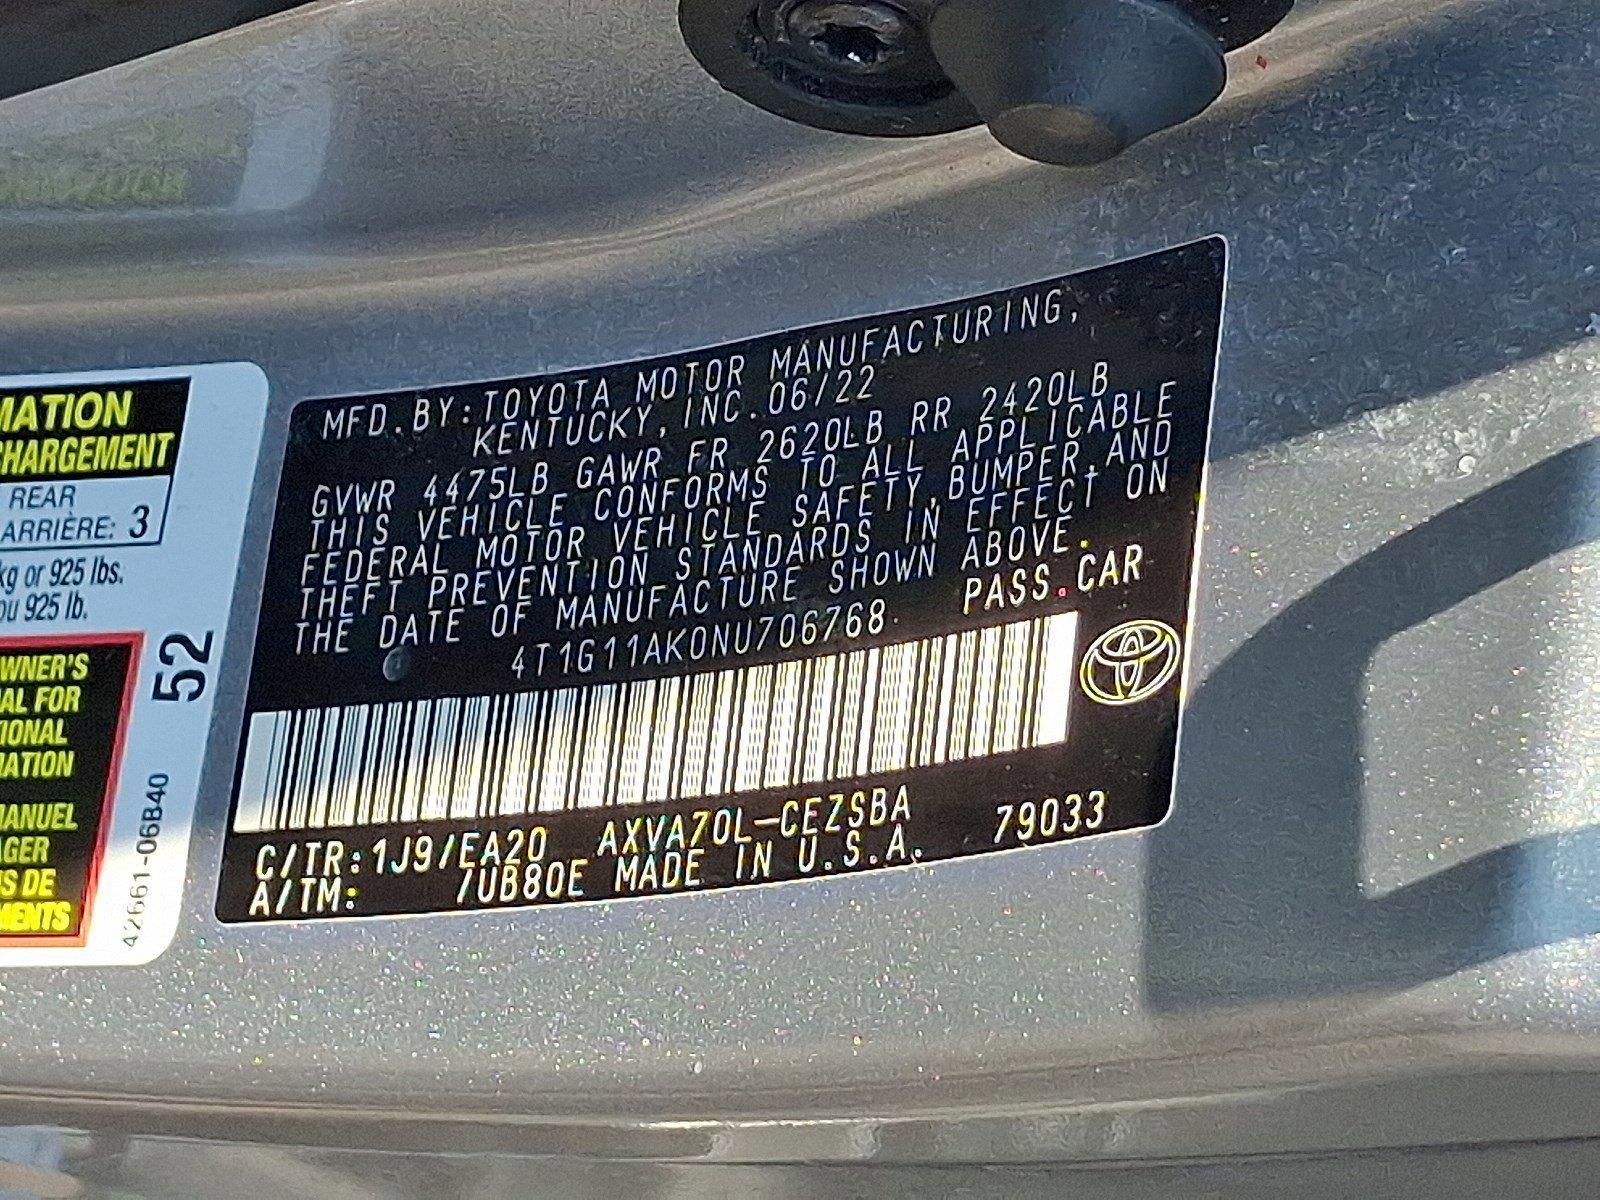 MATION
CHARGEMENT
REAR
ARRIÈRE: 3
kg or 925 lbs.
ou 925 lb.
OWNER'S
AL FOR
IONAL
MATION
MANUEL
AGER
US DE
MENTS
52
42661-06B40
MFD.BY:TOYOTA MOTOR MANUFACTURING,
KENTUCKY, INC. 06/22
GVWR 4475LB GAWR FR 2620LB RR 2420LB
THIS VEHICLE CONFORMS TO ALL APPLICABLE
FEDERAL MOTOR VEHICLE SAFETY, BUMPER, AND
THEFT PREVENTION STANDARDS IN EFFECT ON
THE DATE OF MANUFACTURE SHOWN ABOVE.
4T1G11AK0NU706768 PASS.CAR
C/TR:1J9/EA20 AXVA70L-CEZSBA 79033
A/TM: /UB80E MADE IN U.S.A.